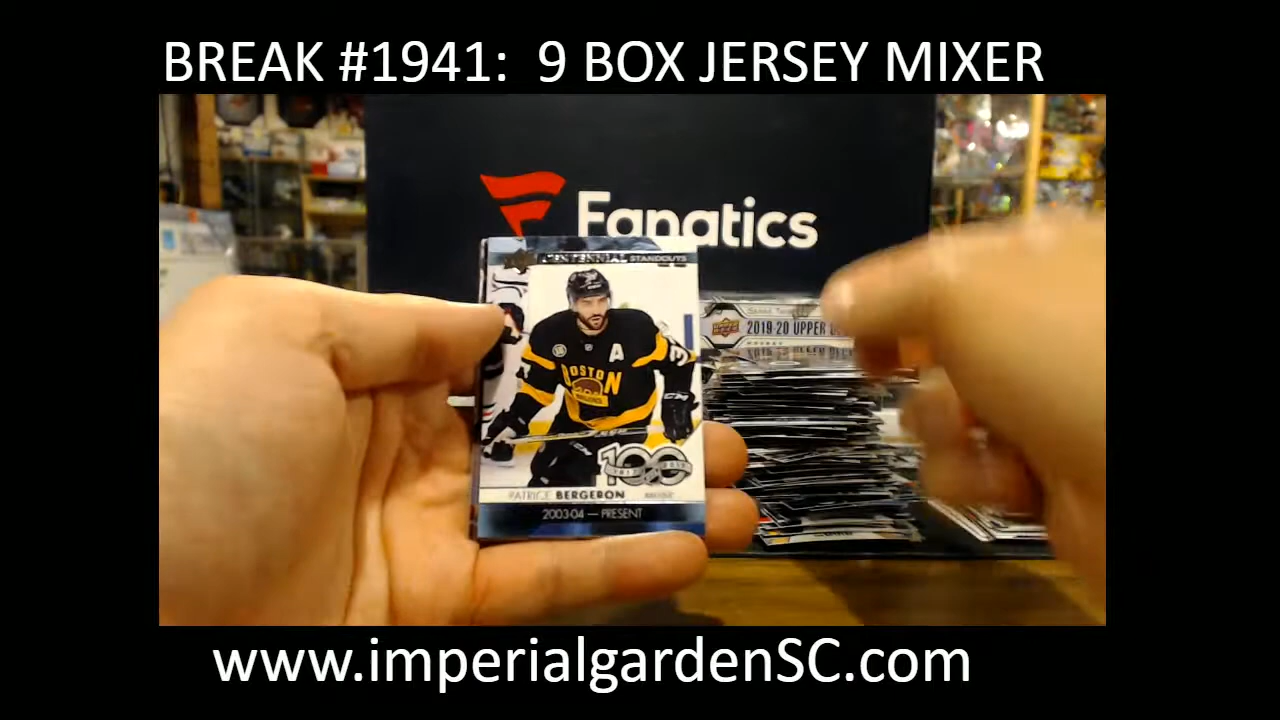 BREAK #1941:  9 BOX JERSEY MIXER
Fanatics
CENTENNIAL STANDOUTS
2019-20 UPPER
A
BOSTON
100
PATRICE BERGERON
2003-04 — PRESENT
www.imperialgardenSC.com